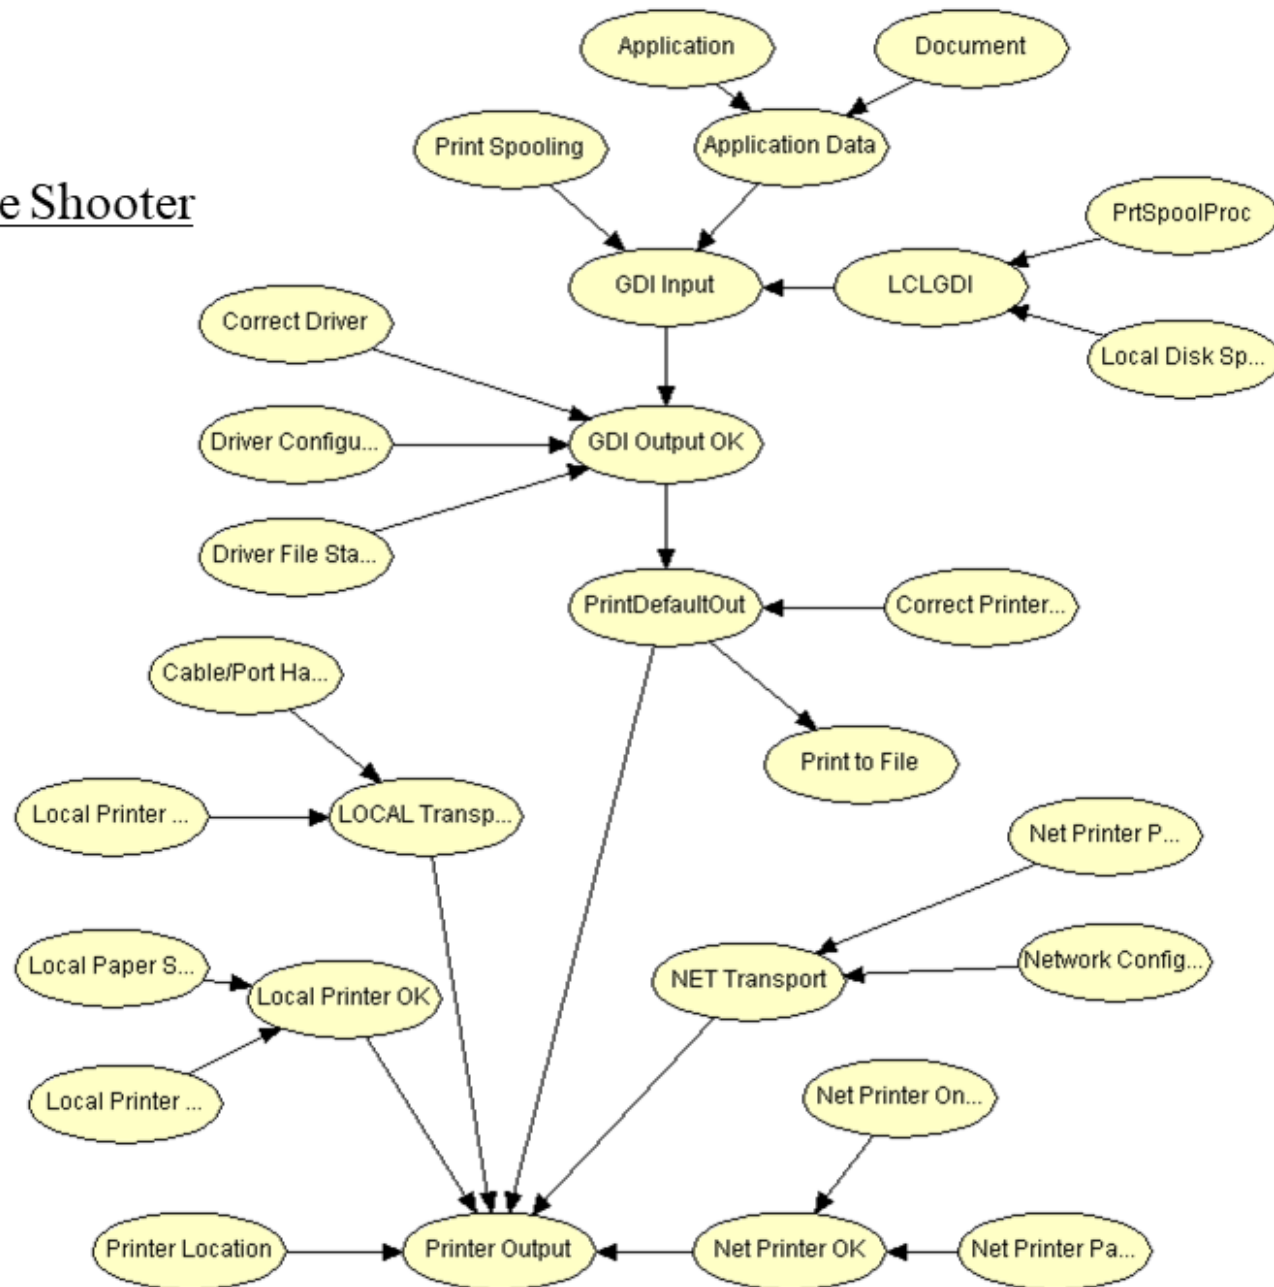 Application
Document
Print Spooling
Application Data
e Shooter
PrtSpoolProc
GDI Input
LCLGDI
Correct Driver
Local Disk Sp...
Driver Configu...
GDI Output OK
Driver File Sta...
PrintDefaultOut
Correct Printer...
Cable/Port Ha...
Print to File
Local Printer ...
LOCAL Transp...
Net Printer P...
Local Paper S...
Network Config...
NET Transport
Local Printer OK
Local Printer ...
Net Printer On...
Printer Location
Printer Output
Net Printer OK
Net Printer Pa...